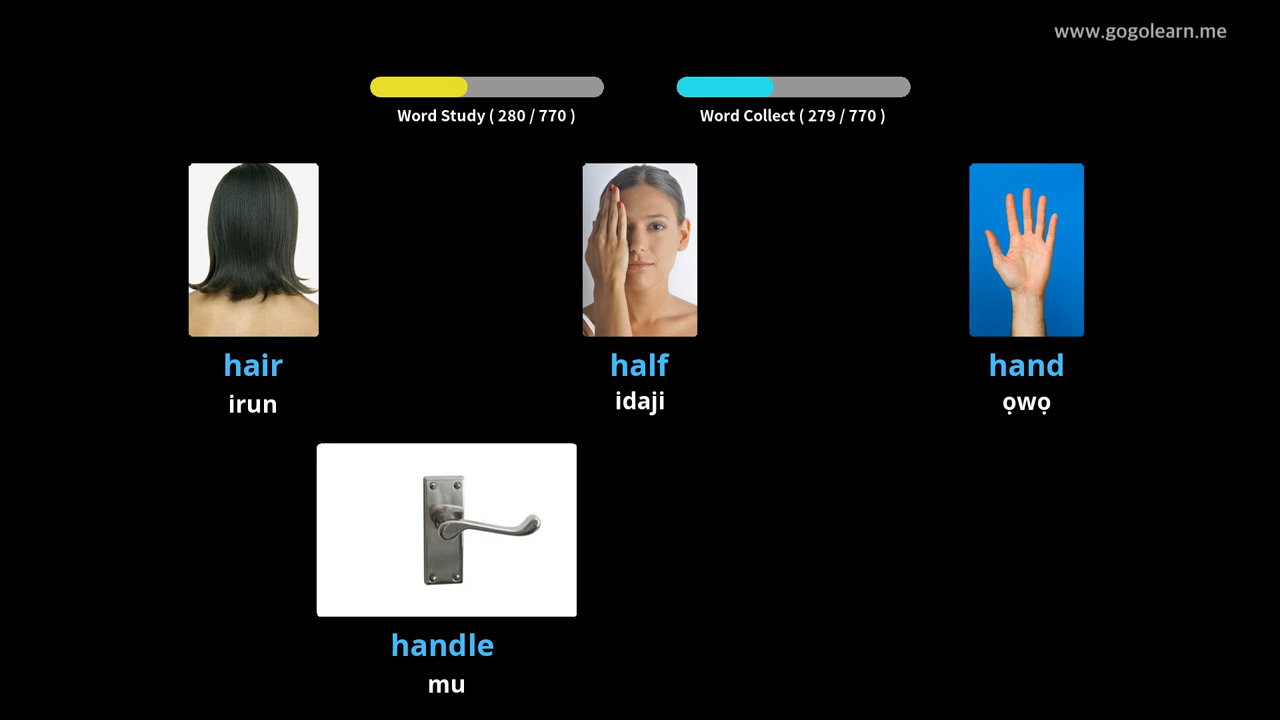 www.gogolearn.me
Word Study ( 280 / 770 )
Word Collect ( 279 / 770 )
hair
irun
half
idaji
hand
ọwọ
handle
mu